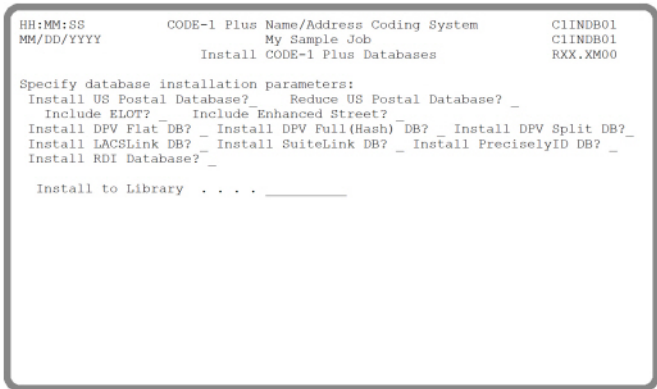 HH:MM:SS CODE-1 Plus Name/Address Coding System C1INDB01
MM/DD/YYYY My Sample Job C1INDB01
Install CODE-1 Plus Databases RXX.XM00
Specify database installation parameters:
Install US Postal Database?_ Reduce US Postal Database? _
Include ELOT? _ Include Enhanced Street? _
Install DPV Flat DB? _ Install DPV Full(Hash) DB? _ Install DPV Split DB?_
Install LACSLink DB? _ Install SuiteLink DB? _ Install PreciselyID DB? _
Install RDI Database? _
Install to Library . . . . _________